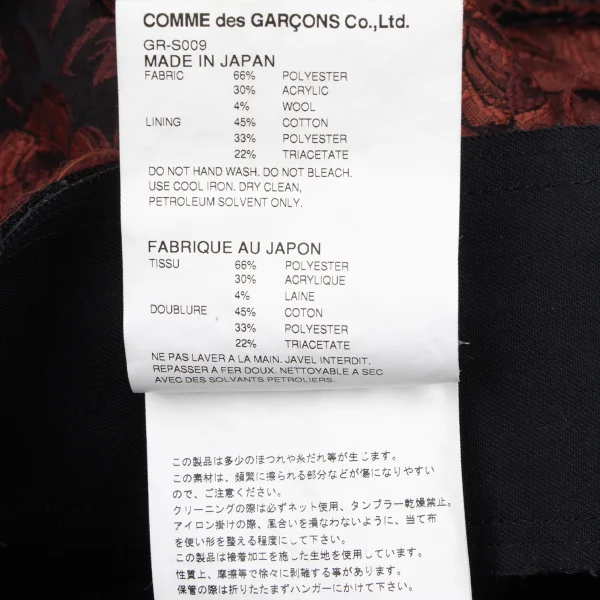 COMME des GARÇONS Co.,Ltd.
GR-S009
MADE IN JAPAN
FABRIC 66% POLYESTER
30% ACRYLIC
4% WOOL
LINING 45% COTTON
33% POLYESTER
22% TRIACETATE
DO NOT HAND WASH. DO NOT BLEACH.
USE COOL IRON. DRY CLEAN,
PETROLEUM SOLVENT ONLY.
FABRIQUE AU JAPON
TISSU 66% POLYESTER
30% ACRYLIQUE
4% LAINE
DOUBLURE 45% COTON
33% POLYESTER
22% TRIACETATE
NE PAS LAVER A LA MAIN. JAVEL INTERDIT.
REPASSER A FER DOUX. NETTOYABLE A SEC
AVEC DES SOLVANTS PETROLIERS.
この製品は多少のほつれや糸だれ等が生じます。
この素材は、頻繁に擦られる部分などが傷になりやすい
ので、ご注意ください。
クリーニングの際は必ずネット使用、タンブラー乾燥禁止。
アイロン掛けの際、風合いを損なわないように、当て布
を使い形を整える程度にして下さい。
この製品は接着加工を施した生地を使用しています。
性質上、摩擦等で徐々に剥離する事があります。
保管の際は折りたたまずハンガーにかけて下さい。